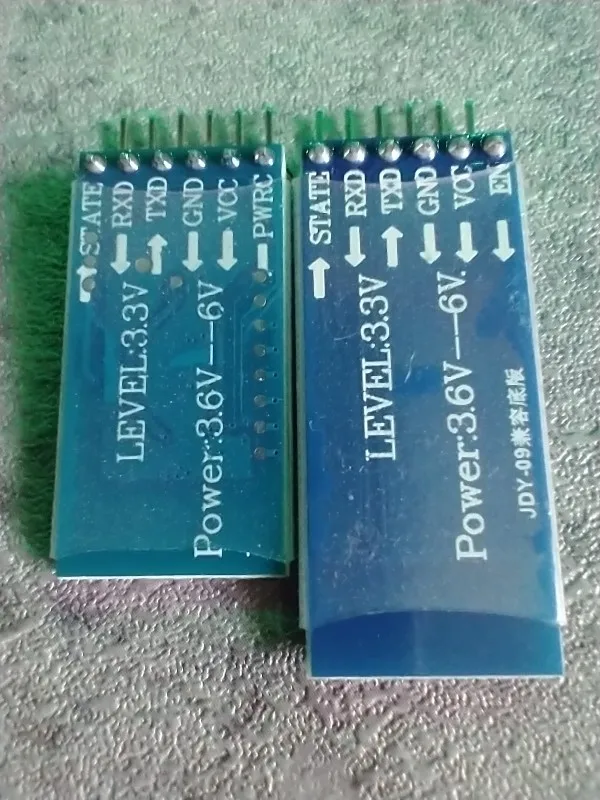 STATE
RXD
TXD
GND
VCC
PWRC
LEVEL:3.3V
Power:3.6V---6V
STATE
RXD
TXD
GND
VCC
EN
LEVEL:3.3V
Power:3.6V---6V.
JDY-09兼容底版